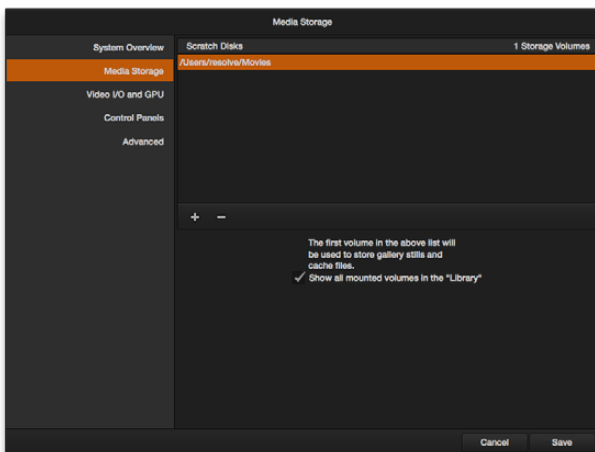 Media Storage
System Overview
Media Storage
Video I/O and GPU
Control Panels
Advanced
Scratch Disks 1 Storage Volumes
/Users/resolve/Movies
+ −
The first volume in the above list will
be used to store gallery stills and
cache files.
Show all mounted volumes in the "Library"
Cancel Save